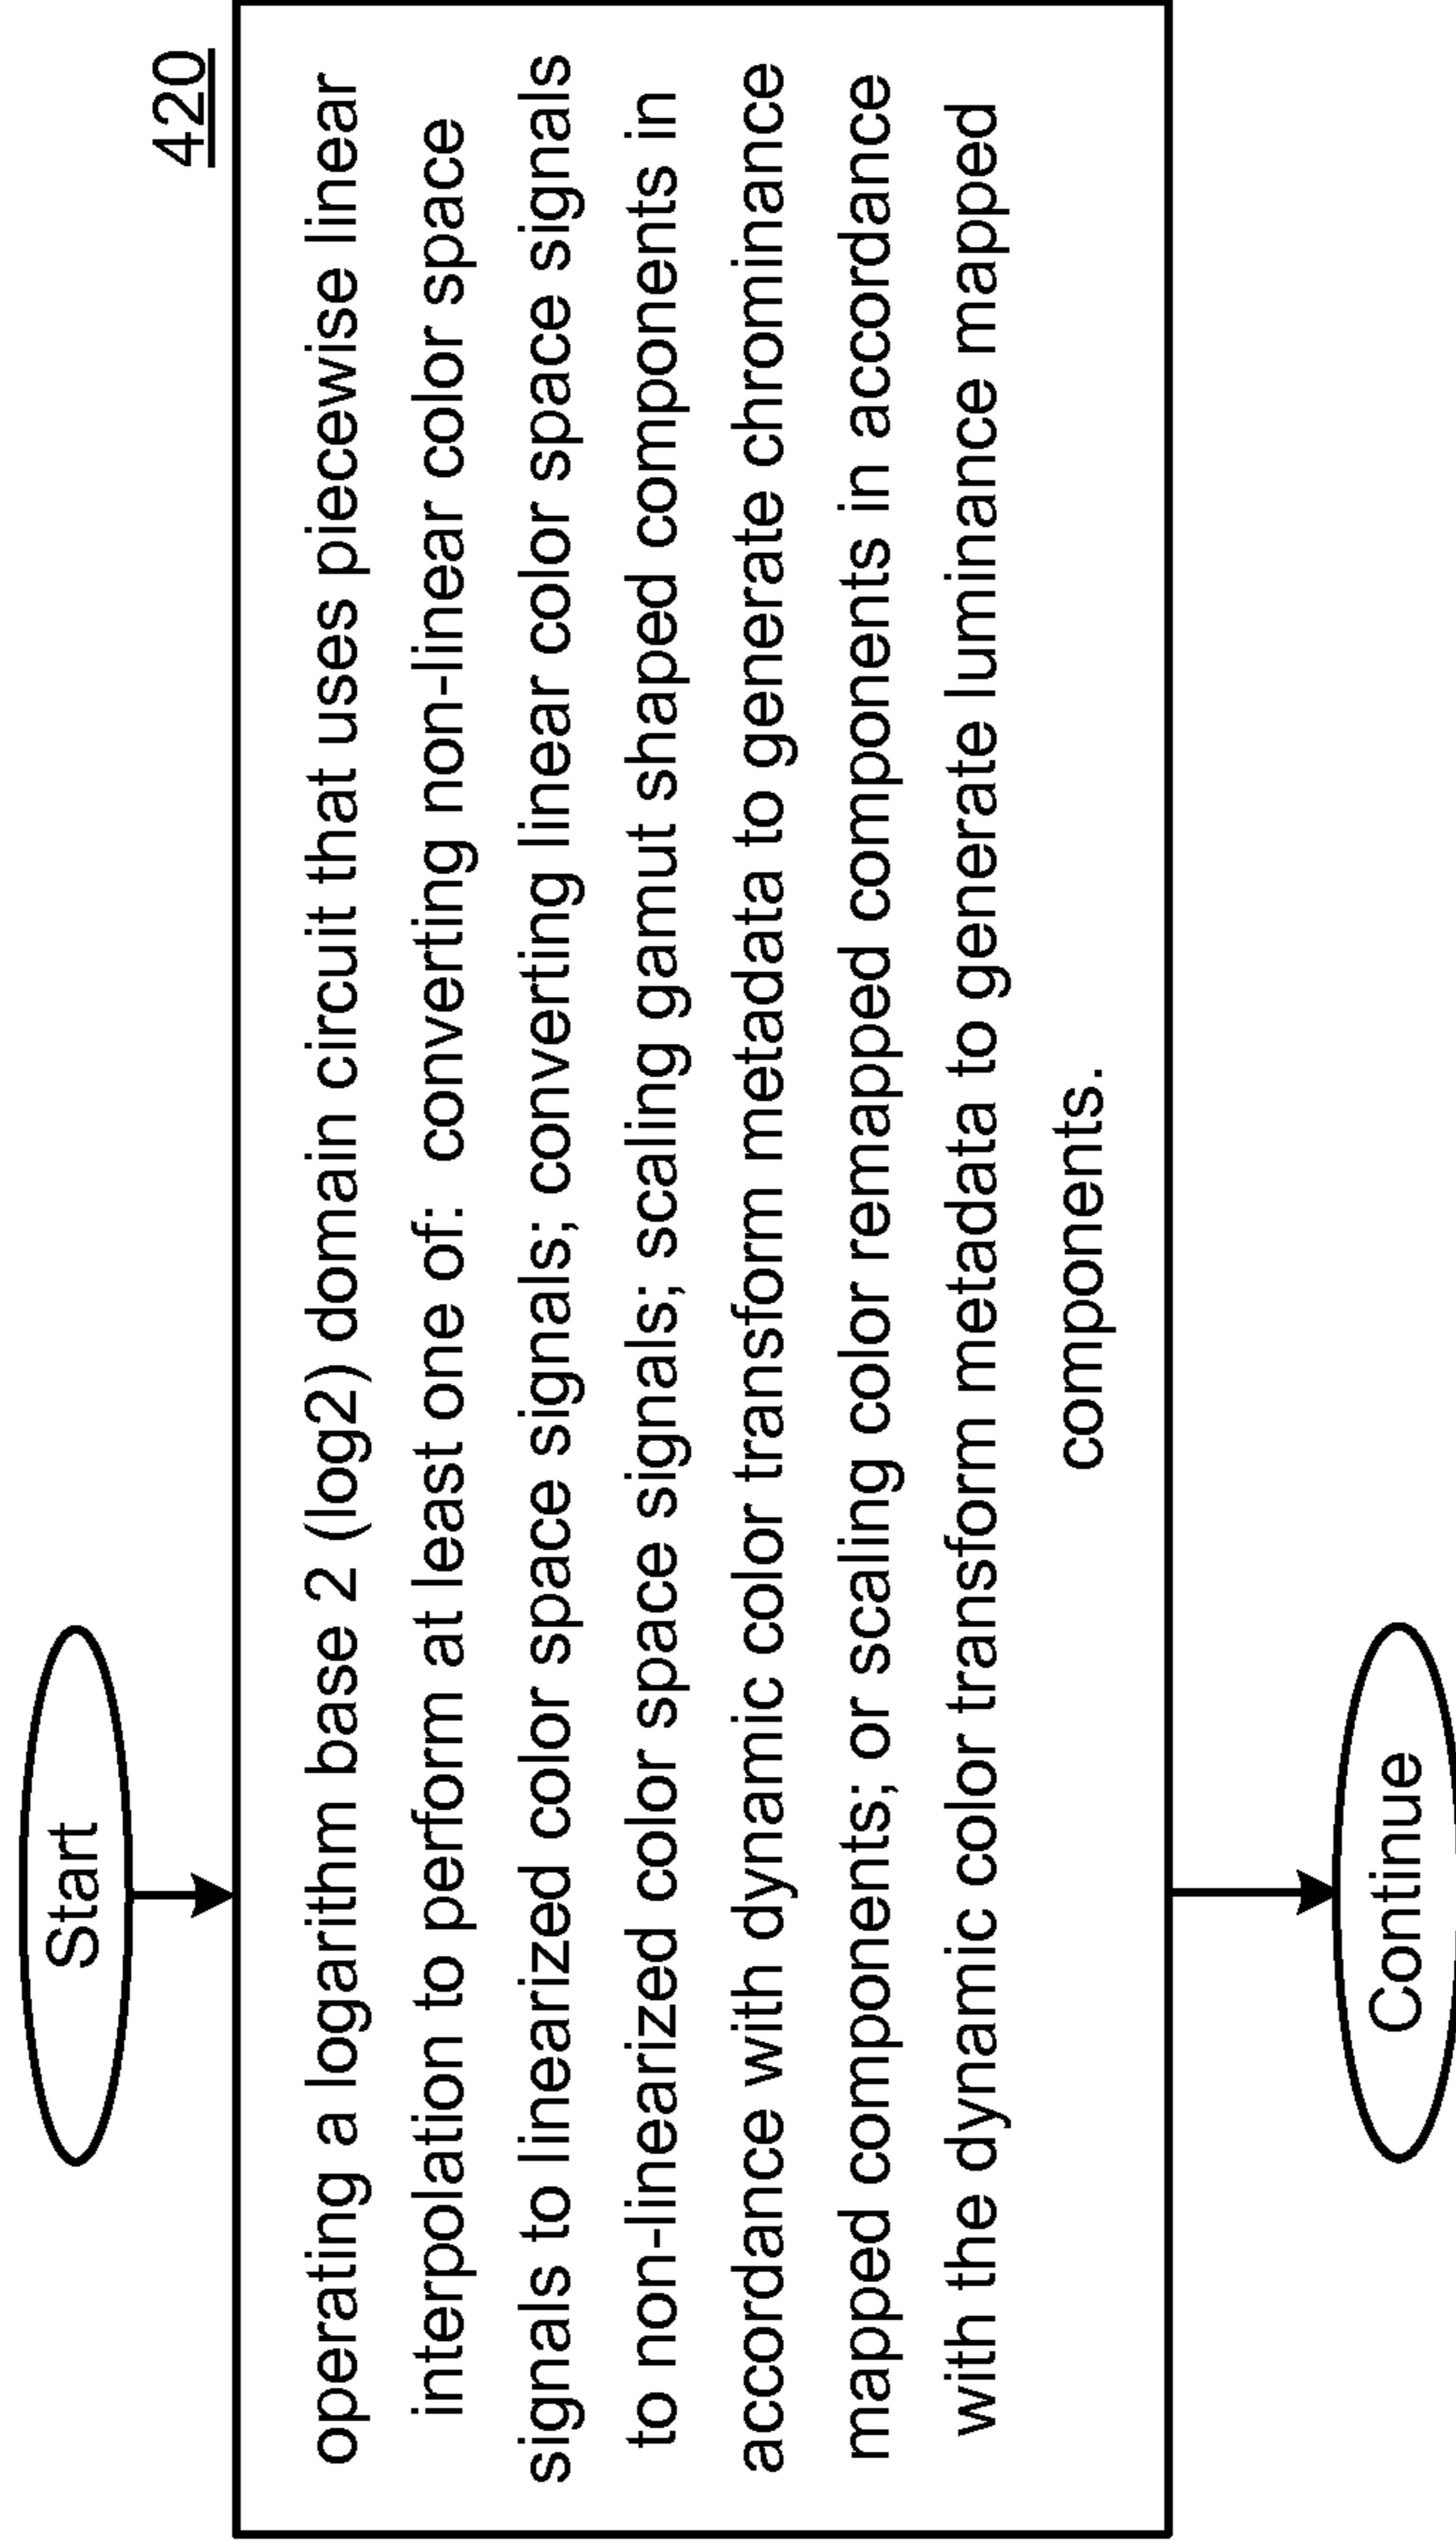 Start
420
operating a logarithm base 2 (log2) domain circuit that uses piecewise linear
interpolation to perform at least one of: converting non-linear color space
signals to linearized color space signals; converting linear color space signals
to non-linearized color space signals; scaling gamut shaped components in
accordance with dynamic color transform metadata to generate chrominance
mapped components; or scaling color remapped components in accordance
with the dynamic color transform metadata to generate luminance mapped
components.
Continue